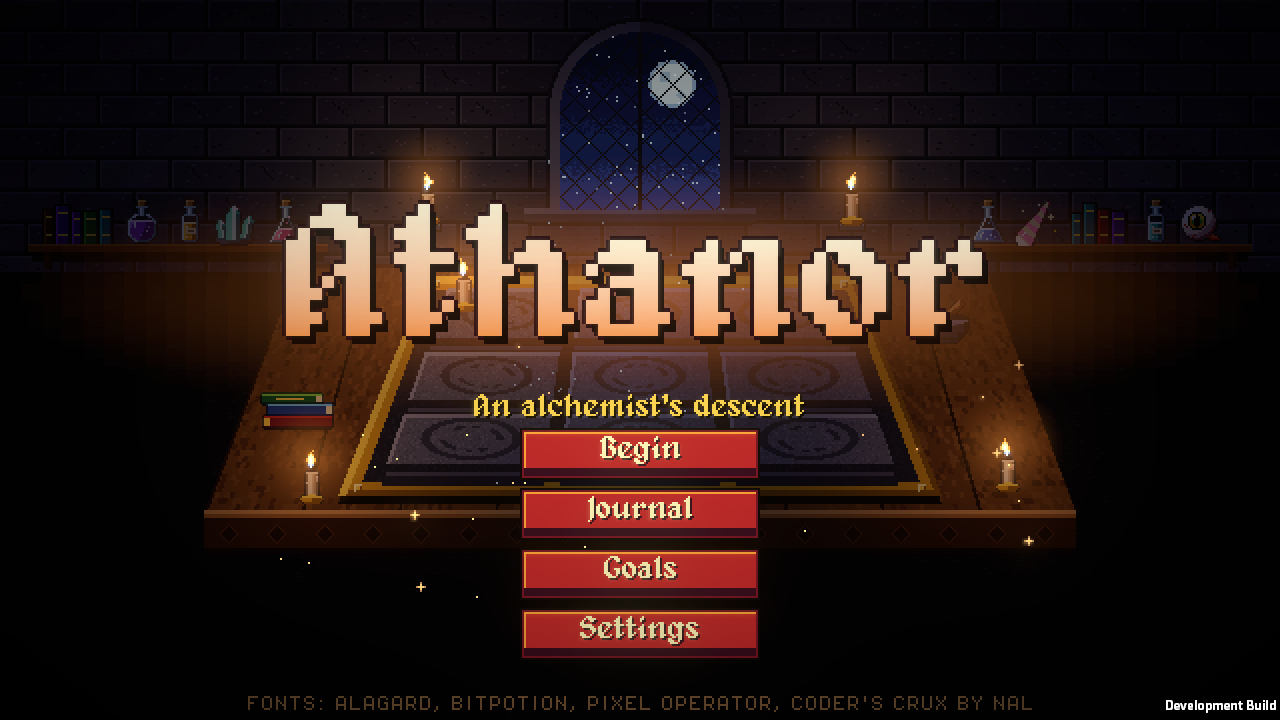 Athanor
An alchemist's descent
Begin
Journal
Goals
Settings
FONTS: ALAGARD, BITPOTION, PIXEL OPERATOR, CODER'S CRUX BY NAL
Development Build